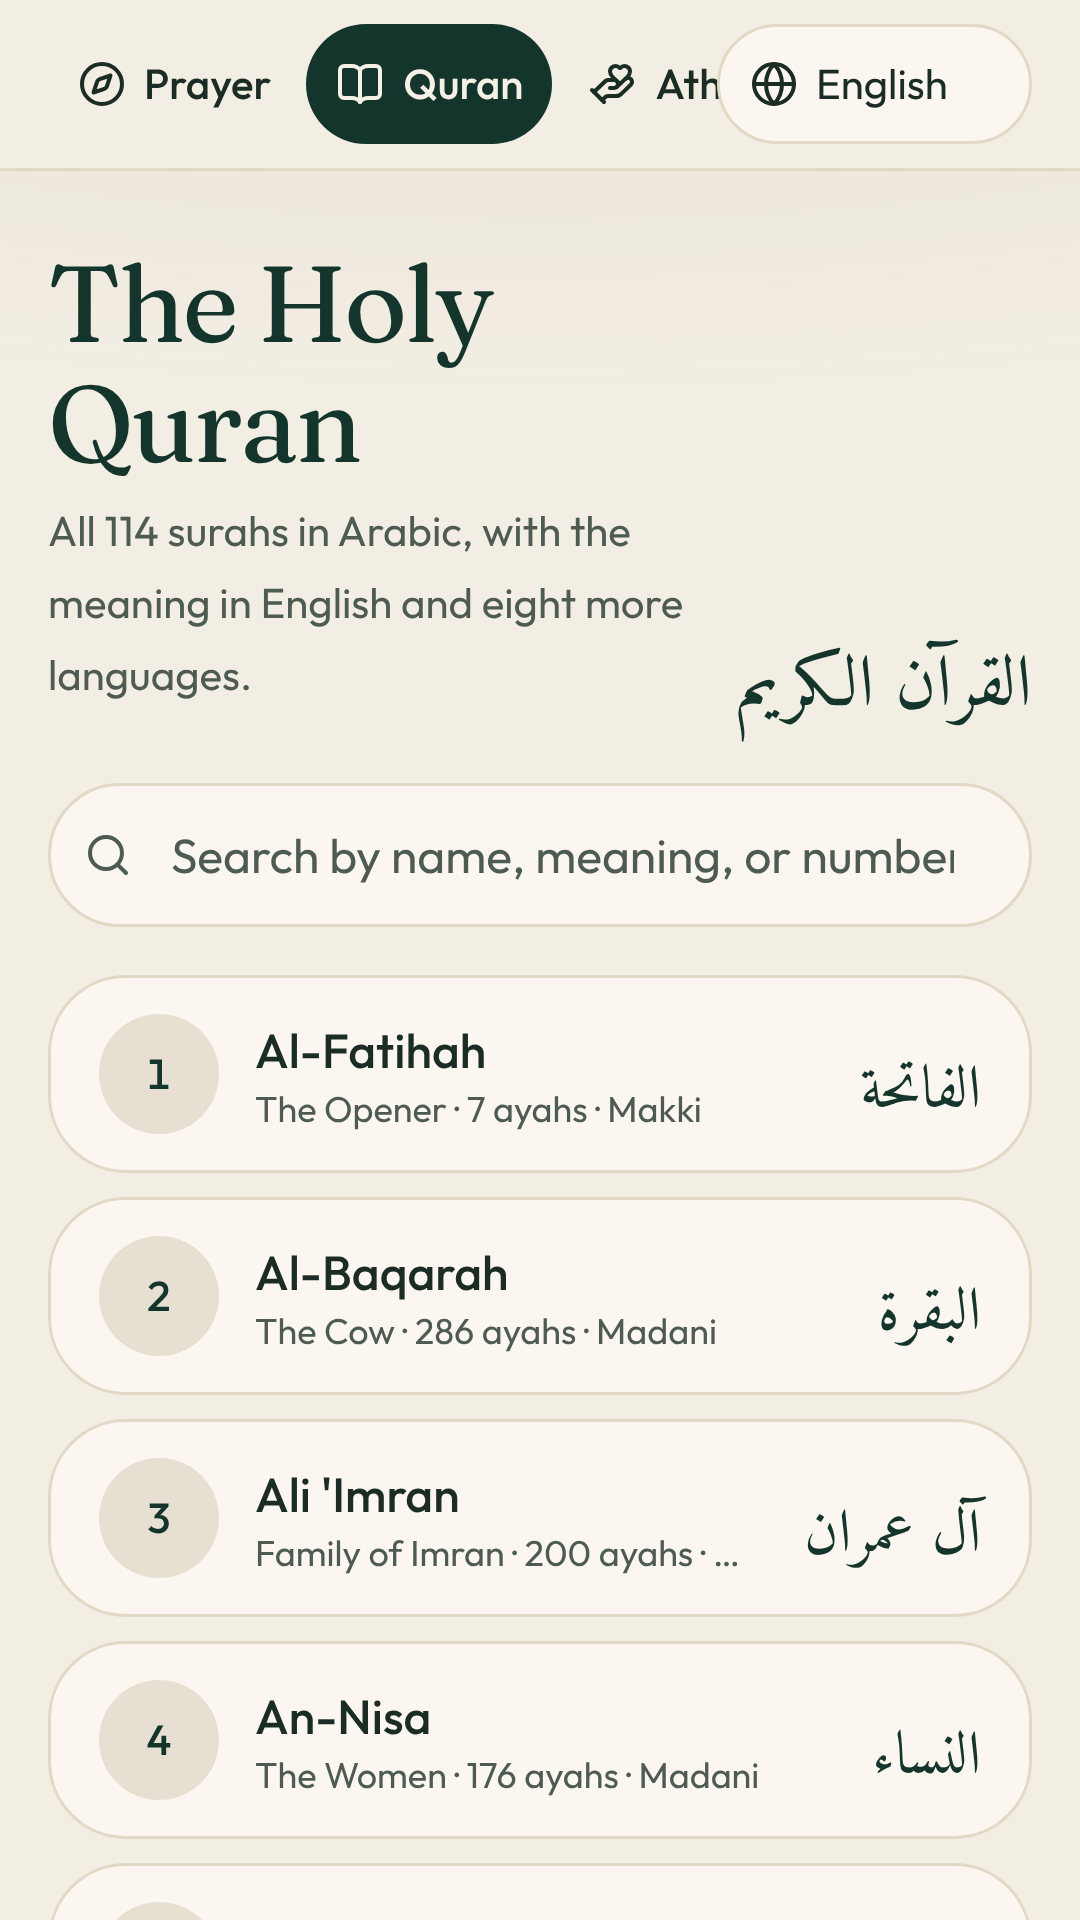 Prayer
Quran
Ath
English
The Holy
Quran
All 114 surahs in Arabic, with the
meaning in English and eight more
languages.
القرآن الكريم
Search by name, meaning, or number
1
Al-Fatihah
The Opener · 7 ayahs · Makki
الفاتحة
2
Al-Baqarah
The Cow · 286 ayahs · Madani
البقرة
3
Ali 'Imran
Family of Imran · 200 ayahs · ...
آل عمران
4
An-Nisa
The Women · 176 ayahs · Madani
النساء